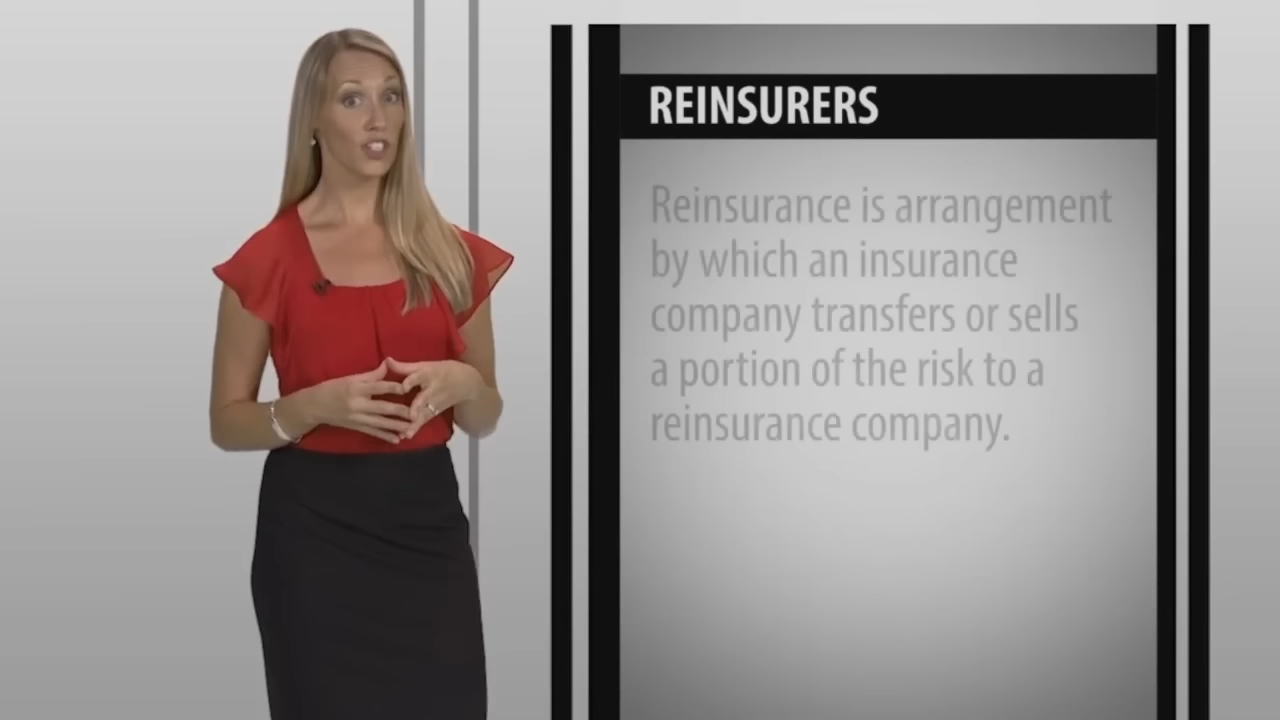 REINSURERS
Reinsurance is arrangement
by which an insurance
company transfers or sells
a portion of the risk to a
reinsurance company.